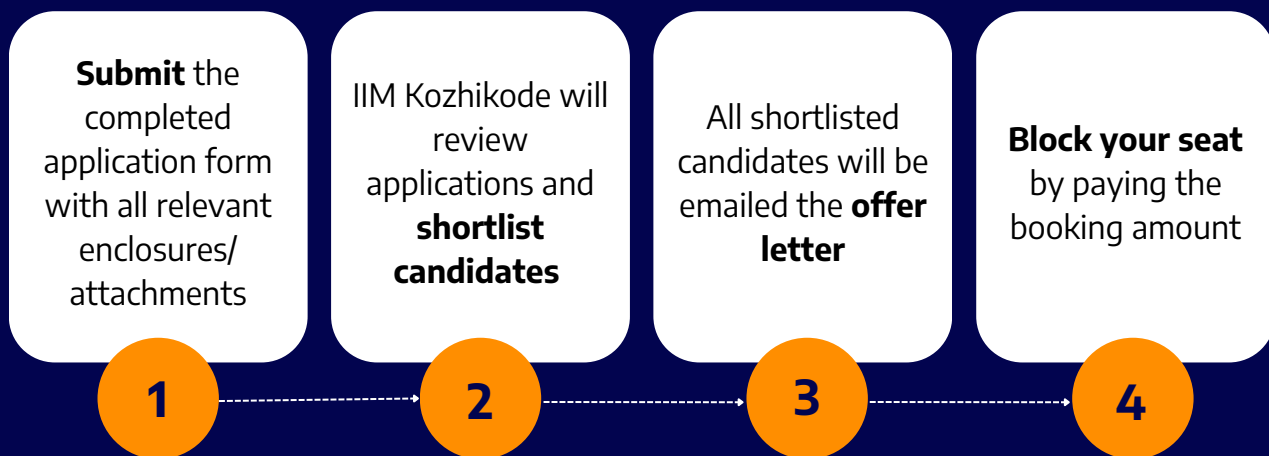 Submit the
completed
application form
with all relevant
enclosures/
attachments
1
IIM Kozhikode will
review
applications and
shortlist
candidates
2
All shortlisted
candidates will be
emailed the offer
letter
3
Block your seat
by paying the
booking amount
4